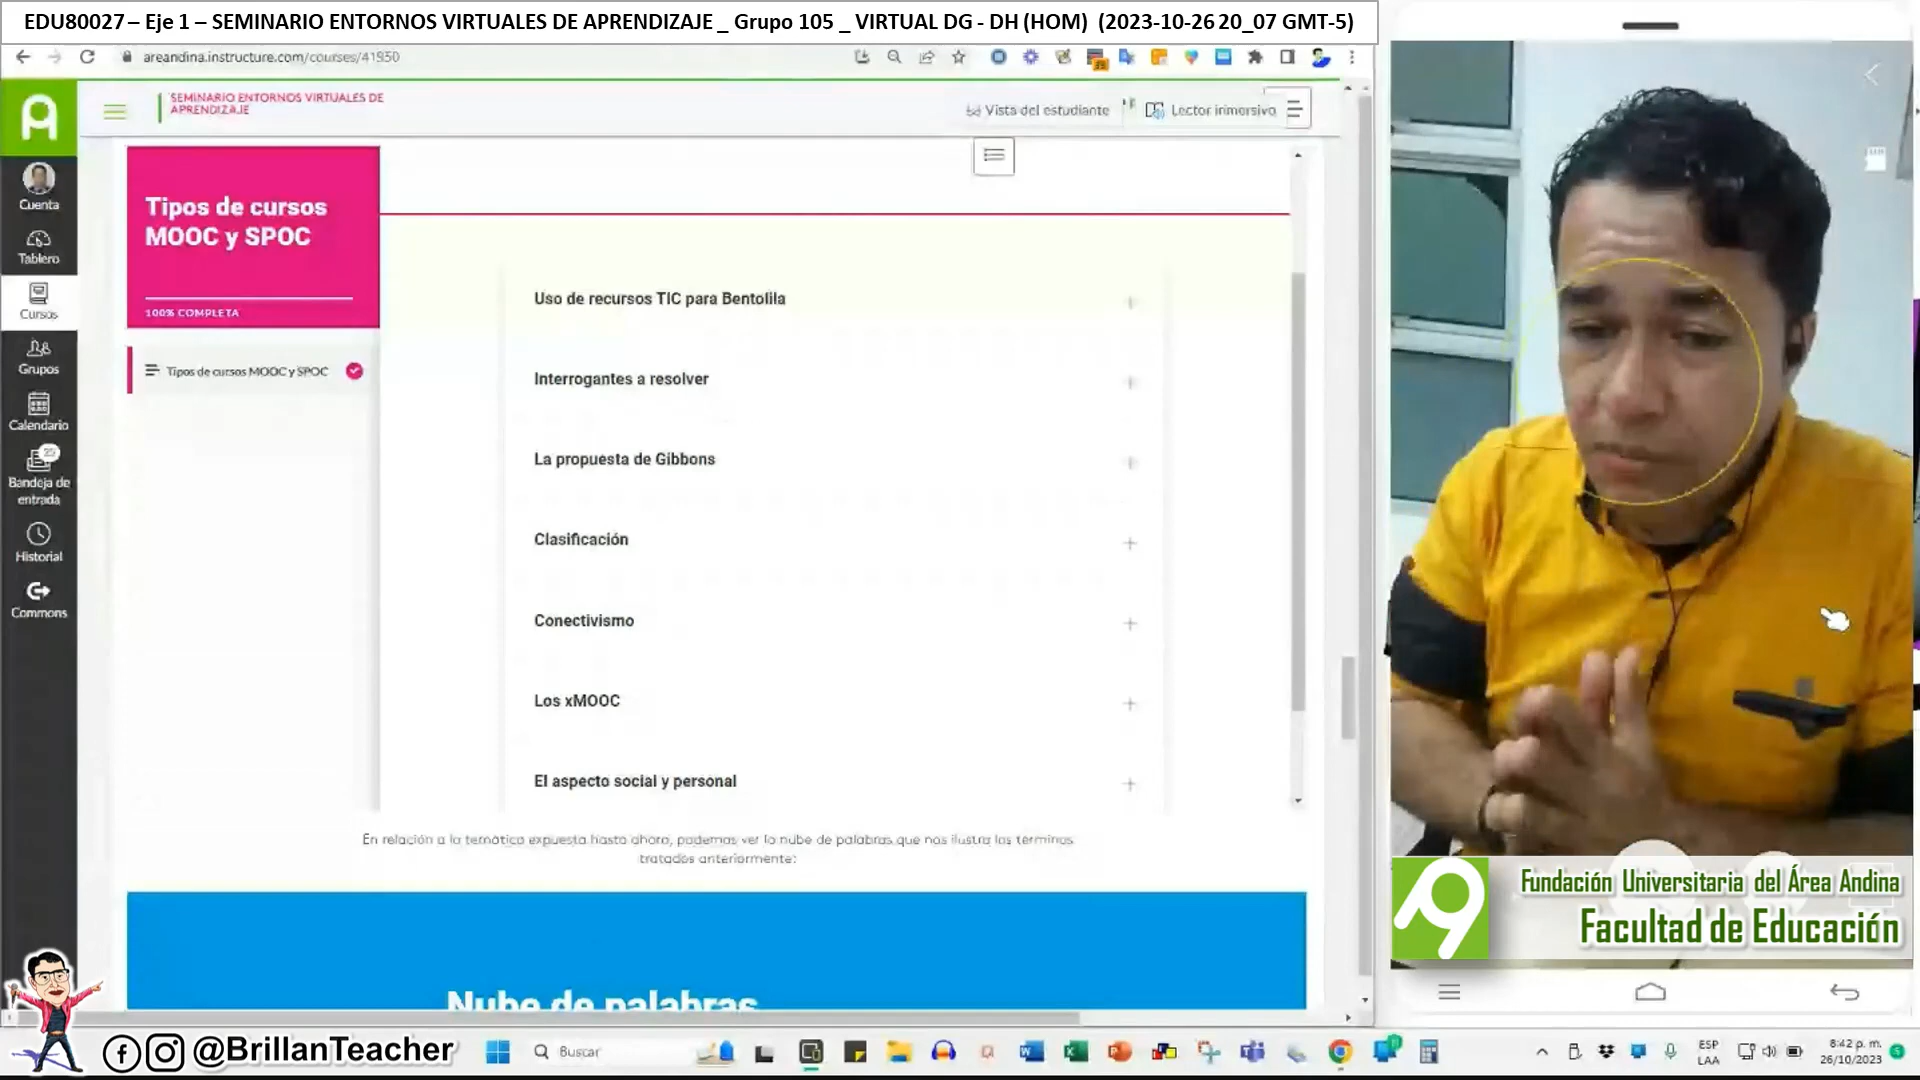 EDU80027 – Eje 1 – SEMINARIO ENTORNOS VIRTUALES DE APRENDIZAJE _ Grupo 105 _ VIRTUAL DG - DH (HOM) (2023-10-26 20_07 GMT-5)
areandina.instructure.com/courses/41950
SEMINARIO ENTORNOS VIRTUALES DE
APRENDIZAJE
Vista del estudiante
Lector inmersivo
Cuenta
Tablero
Cursos
Grupos
Calendario
25
Bandeja de
entrada
Historial
Commons
Tipos de cursos
MOOC y SPOC
100% COMPLETA
Tipos de cursos MOOC y SPOC
Uso de recursos TIC para Bentolila
Interrogantes a resolver
La propuesta de Gibbons
Clasificación
Conectivismo
Los xMOOC
El aspecto social y personal
En relación a la temática expuesta hasta ahora, podemos ver la nube de palabras que nos ilustra los términos
tratados anteriormente:
Nube de palabras
Fundación Universitaria del Área Andina
Facultad de Educación
@BrillanTeacher
Buscar
ESP
LAA
8:42 p. m.
26/10/2023